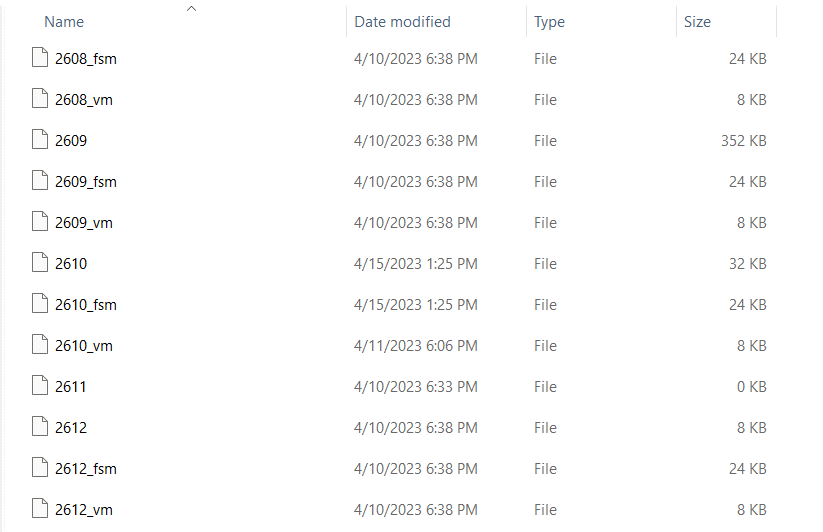 Name Date modified Type Size
2608_fsm 4/10/2023 6:38 PM File 24 KB
2608_vm 4/10/2023 6:38 PM File 8 KB
2609 4/10/2023 6:38 PM File 352 KB
2609_fsm 4/10/2023 6:38 PM File 24 KB
2609_vm 4/10/2023 6:38 PM File 8 KB
2610 4/15/2023 1:25 PM File 32 KB
2610_fsm 4/15/2023 1:25 PM File 24 KB
2610_vm 4/11/2023 6:06 PM File 8 KB
2611 4/10/2023 6:33 PM File 0 KB
2612 4/10/2023 6:38 PM File 8 KB
2612_fsm 4/10/2023 6:38 PM File 24 KB
2612_vm 4/10/2023 6:38 PM File 8 KB